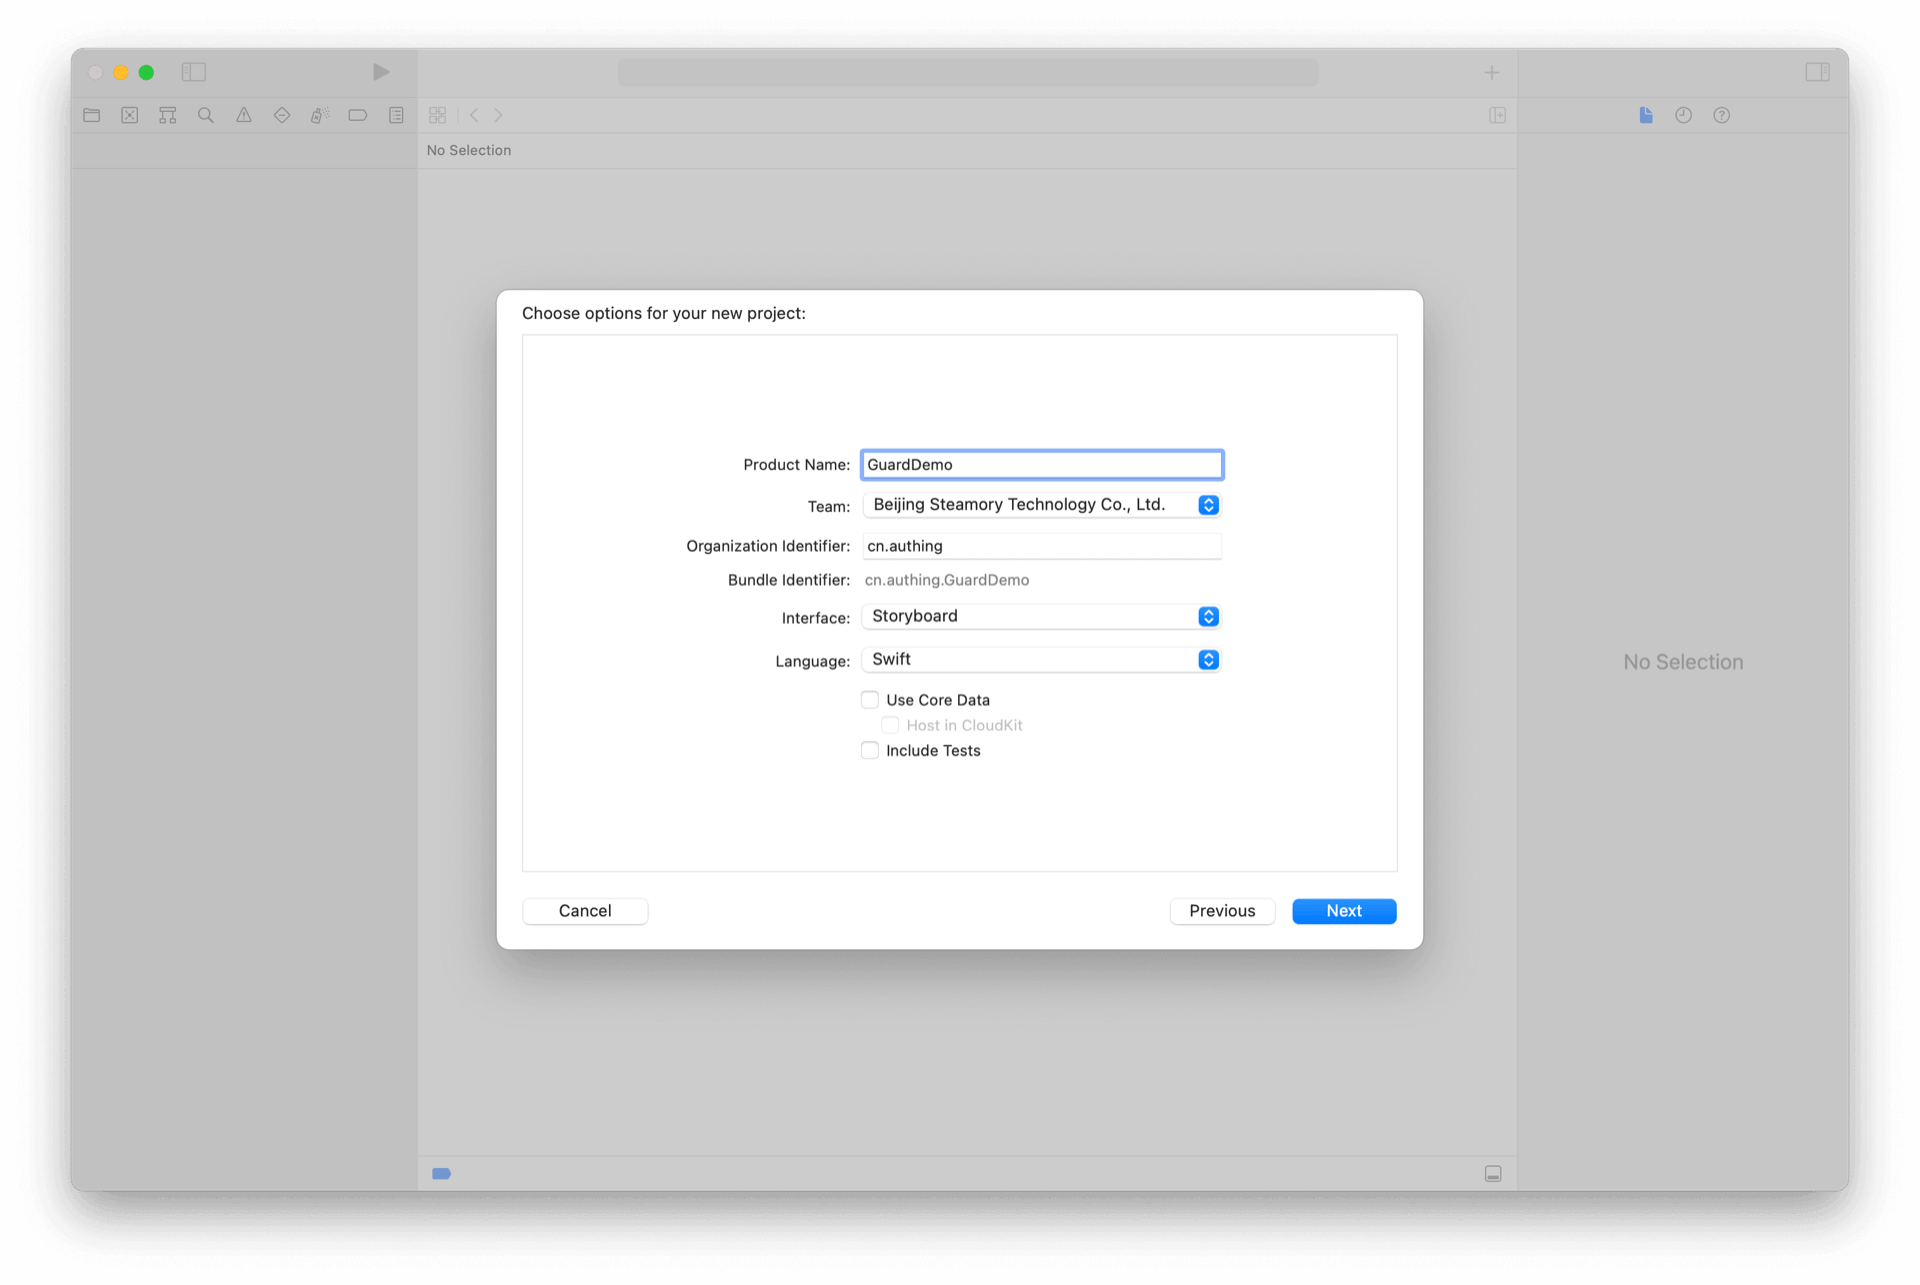 No Selection
Choose options for your new project:
Product Name: GuardDemo
Team: Beijing Steamory Technology Co., Ltd.
Organization Identifier: cn.authing
Bundle Identifier: cn.authing.GuardDemo
Interface: Storyboard
Language: Swift
Use Core Data
Host in CloudKit
Include Tests
Cancel Previous Next
No Selection